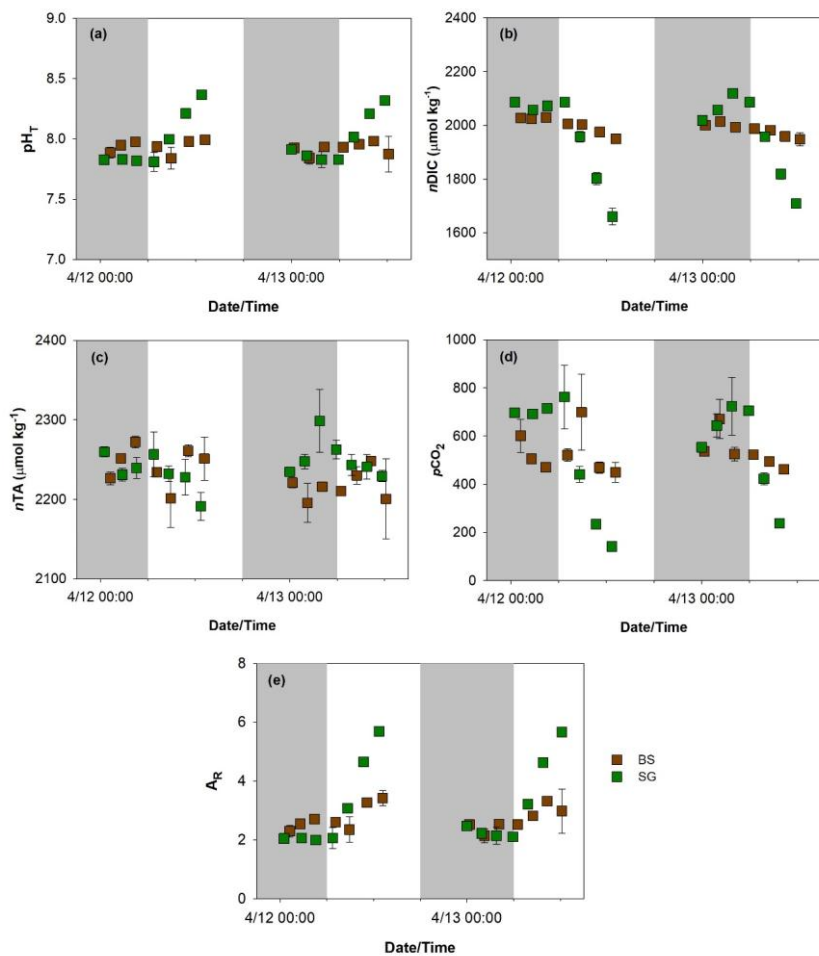 (a)
9.0
8.5
8.0
7.5
7.0
pH_T
4/12 00:00
4/13 00:00
Date/Time
(b)
2400
2200
2000
1800
1600
nDIC (μmol kg⁻¹)
4/12 00:00
4/13 00:00
Date/Time
(c)
2400
2300
2200
2100
nTA (μmol kg⁻¹)
4/12 00:00
4/13 00:00
Date/Time
(d)
1000
800
600
400
200
0
pCO₂
4/12 00:00
4/13 00:00
Date/Time
(e)
8
6
4
2
0
A_R
4/12 00:00
4/13 00:00
Date/Time
BS
SG